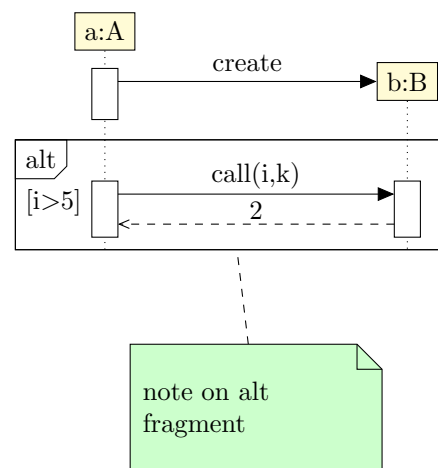 a:A
create
b:B
alt
[i>5]
call(i,k)
2
note on alt
fragment